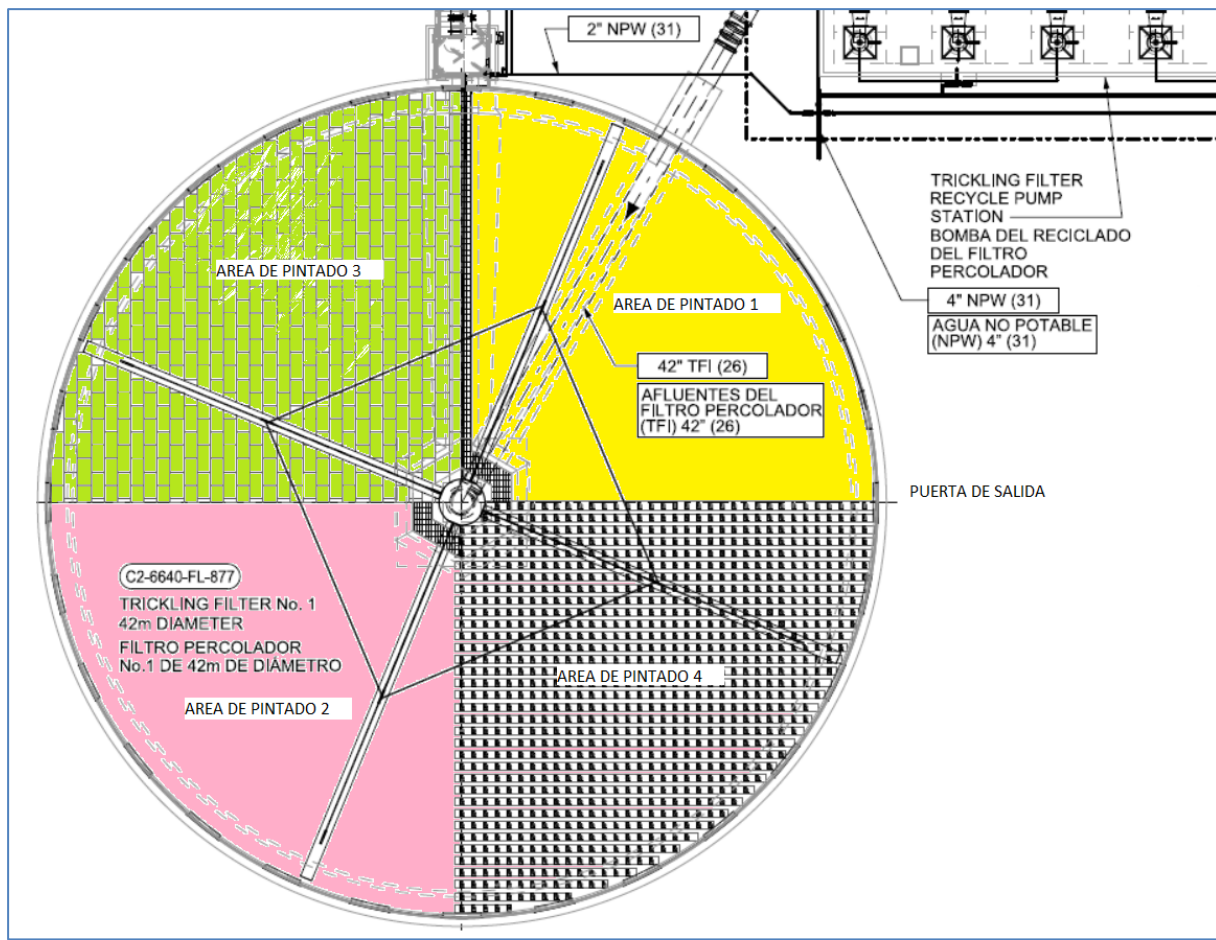 2" NPW (31)
TRICKLING FILTER
RECYCLE PUMP
STATION
BOMBA DEL RECICLADO
DEL FILTRO
PERCOLADOR
4" NPW (31)
AGUA NO POTABLE
(NPW) 4" (31)
AREA DE PINTADO 3
AREA DE PINTADO 1
42" TFI (26)
AFLUENTES DEL
FILTRO PERCOLADOR
(TFI) 42" (26)
PUERTA DE SALIDA
C2-6640-FL-877
TRICKLING FILTER No. 1
42m DIAMETER
FILTRO PERCOLADOR
No.1 DE 42m DE DIÁMETRO
AREA DE PINTADO 4
AREA DE PINTADO 2